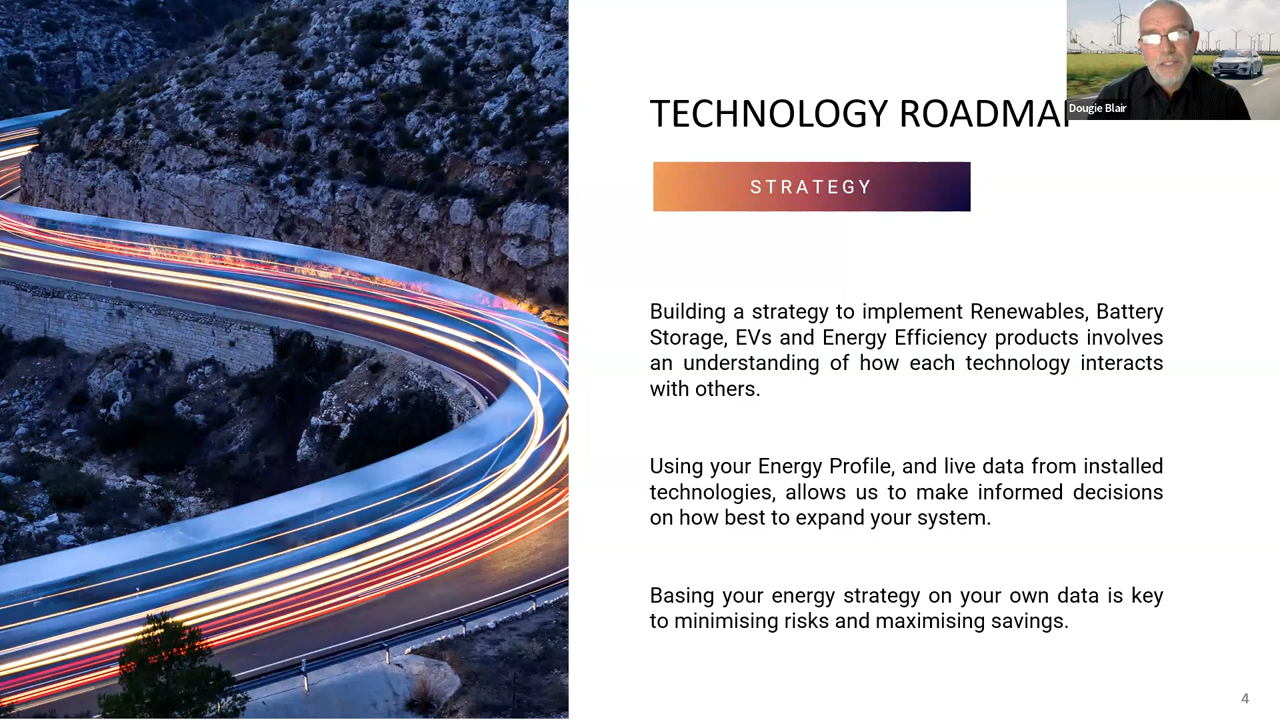 TECHNOLOGY ROADMAP
Dougie Blair
STRATEGY
Building a strategy to implement Renewables, Battery
Storage, EVs and Energy Efficiency products involves
an understanding of how each technology interacts
with others.
Using your Energy Profile, and live data from installed
technologies, allows us to make informed decisions
on how best to expand your system.
Basing your energy strategy on your own data is key
to minimising risks and maximising savings.
4